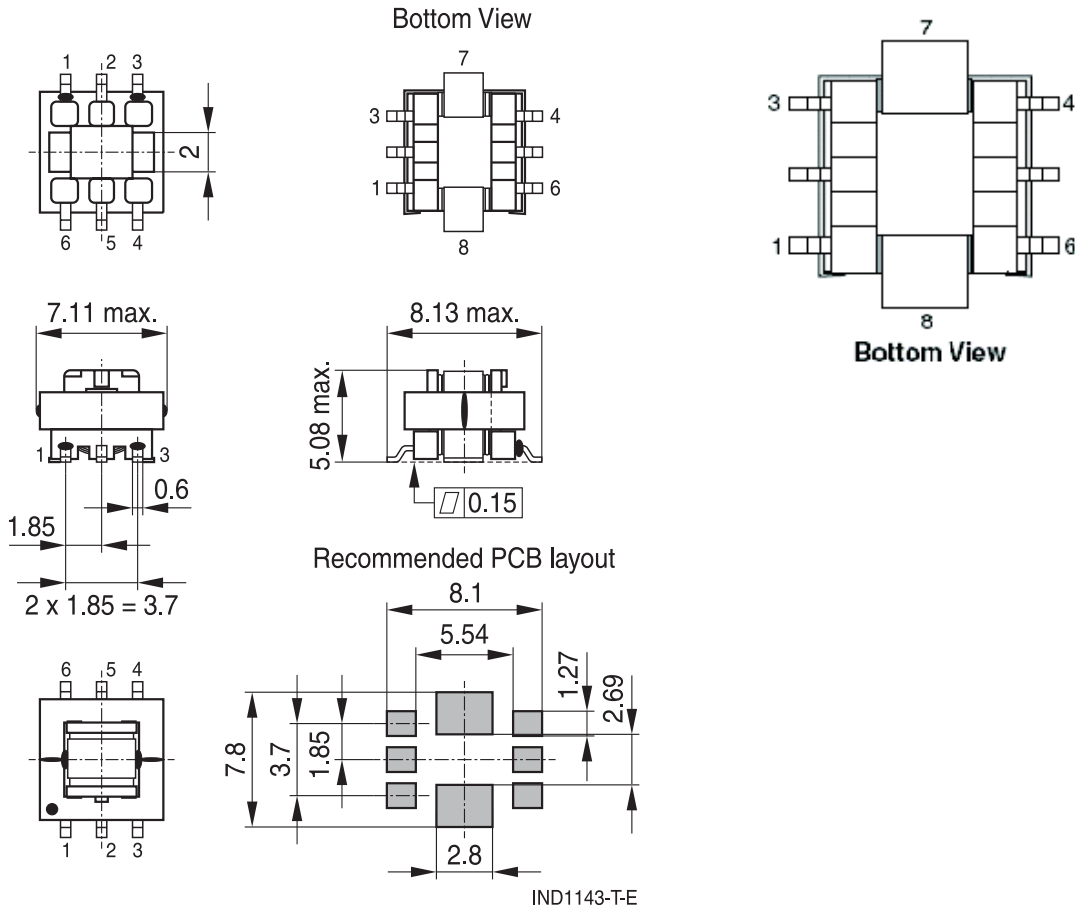 Bottom View
1 2 3
2
6 5 4
7
3 4
1 6
8
7
3 4
1 6
8
Bottom View
7.11 max.
1 3
0.6
1.85
2 x 1.85 = 3.7
8.13 max.
5.08 max.
0.15
Recommended PCB layout
8.1
5.54
1.27
2.69
7.8
3.7
1.85
2.8
6 5 4
1 2 3
IND1143-T-E